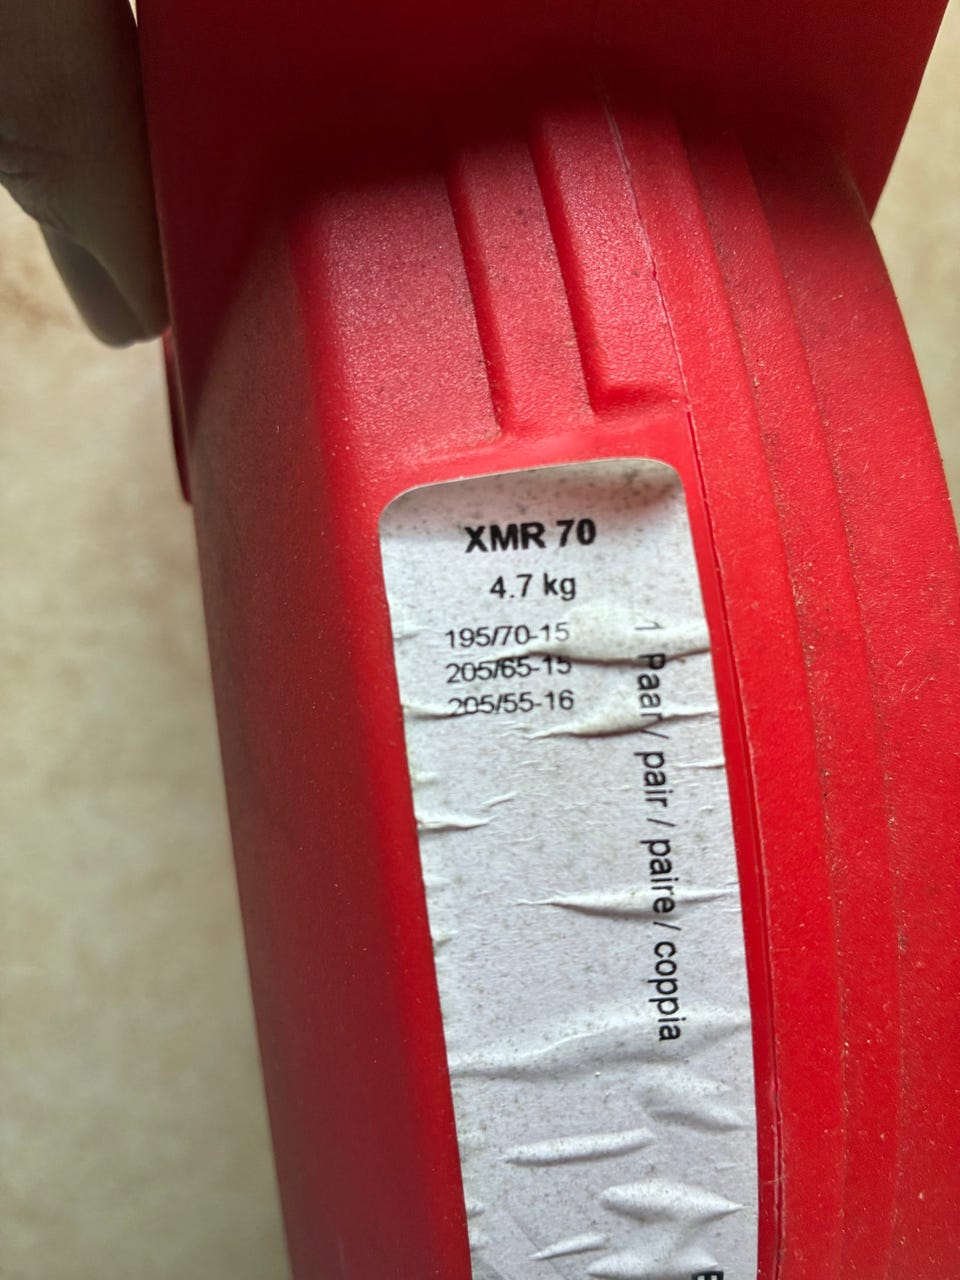 XMR 70
4.7 kg
195/70-15
205/65-15
205/55-16
1 Paar / pair / paire / coppia